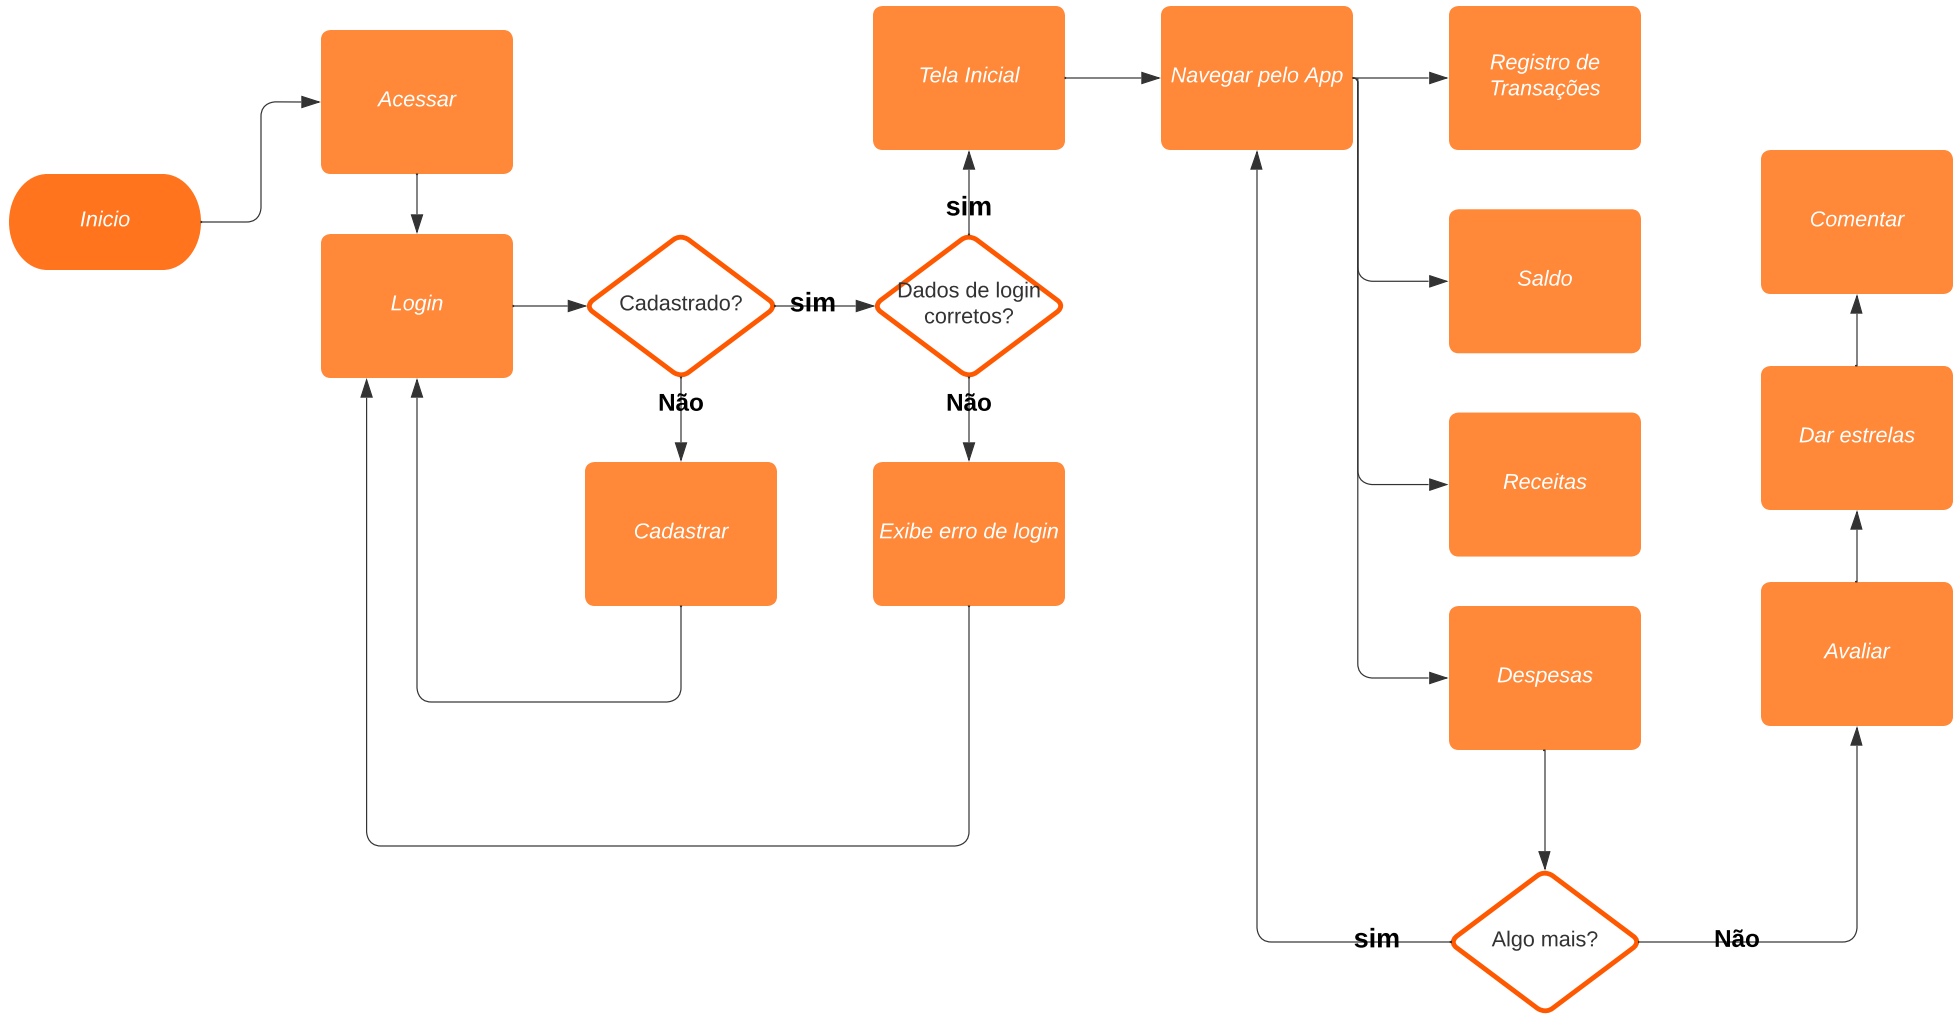 Inicio
Acessar
Login
Cadastrado?
sim
Não
Cadastrar
Dados de login
corretos?
sim
Não
Exibe erro de login
Tela Inicial
Navegar pelo App
Registro de
Transações
Saldo
Receitas
Despesas
Algo mais?
sim
Não
Avaliar
Dar estrelas
Comentar